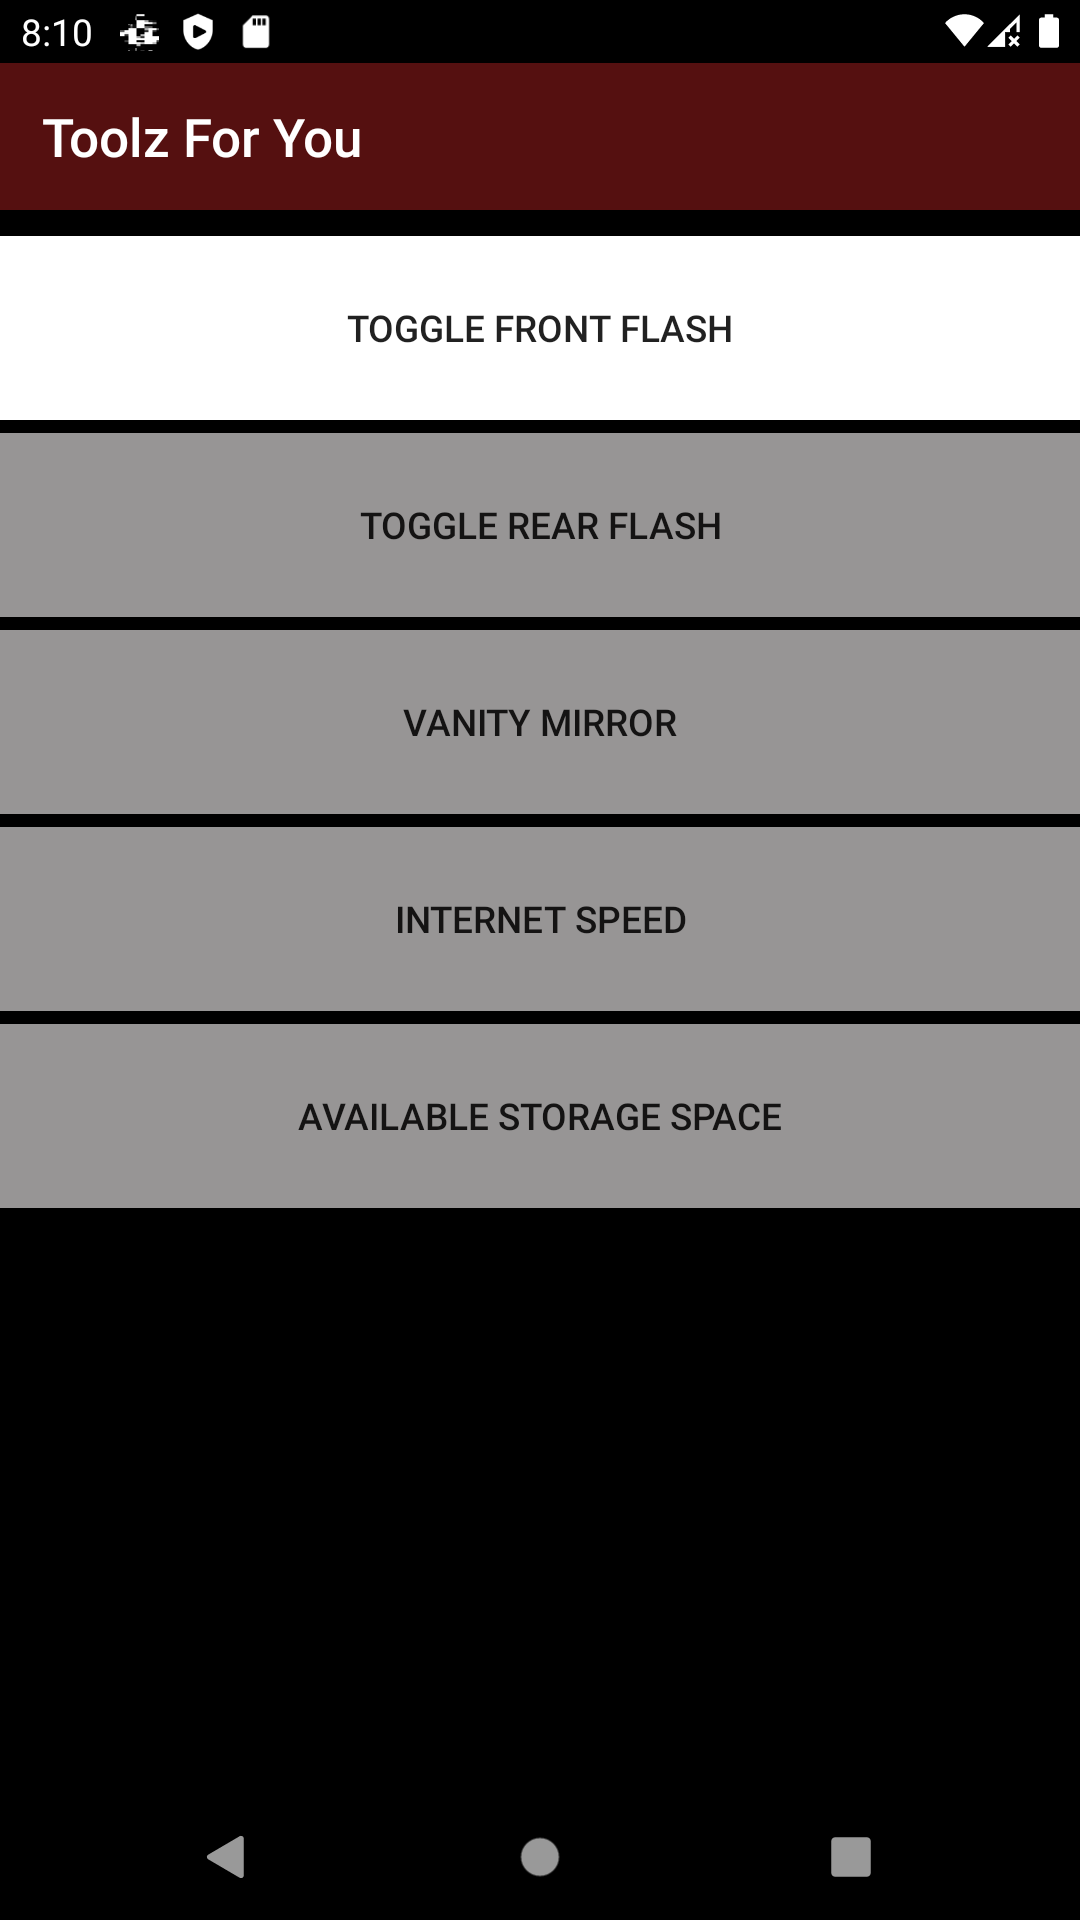 8:10
Toolz For You
TOGGLE FRONT FLASH
TOGGLE REAR FLASH
VANITY MIRROR
INTERNET SPEED
AVAILABLE STORAGE SPACE